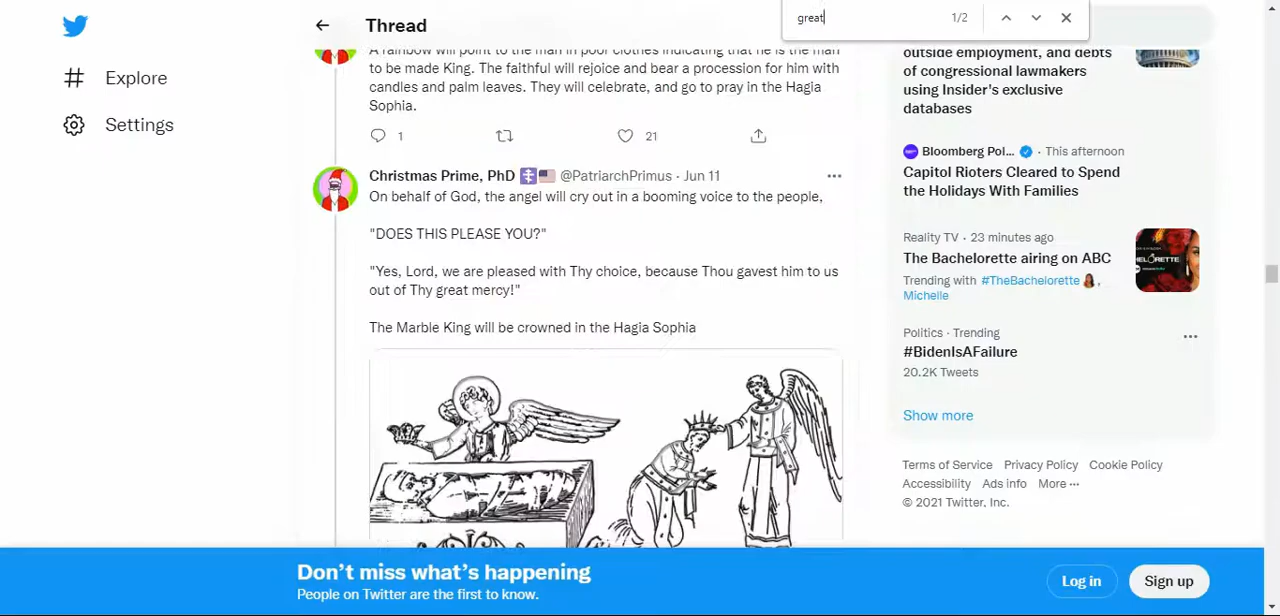 great
1/2
Explore
Settings
Thread
A rainbow will point to the man in poor clothes indicating that he is the man
to be made King. The faithful will rejoice and bear a procession for him with
candles and palm leaves. They will celebrate, and go to pray in the Hagia
Sophia.
1
21
Christmas Prime, PhD @PatriarchPrimus · Jun 11
On behalf of God, the angel will cry out in a booming voice to the people,
"DOES THIS PLEASE YOU?"
"Yes, Lord, we are pleased with Thy choice, because Thou gavest him to us
out of Thy great mercy!"
The Marble King will be crowned in the Hagia Sophia
outside employment, and debts
of congressional lawmakers
using Insider's exclusive
databases
Bloomberg Pol... · This afternoon
Capitol Rioters Cleared to Spend
the Holidays With Families
Reality TV · 23 minutes ago
The Bachelorette airing on ABC
Trending with #TheBachelorette,
Michelle
Politics · Trending
#BidenIsAFailure
20.2K Tweets
Show more
Terms of Service Privacy Policy Cookie Policy
Accessibility Ads info More ···
© 2021 Twitter, Inc.
Don't miss what's happening
People on Twitter are the first to know.
Log in
Sign up